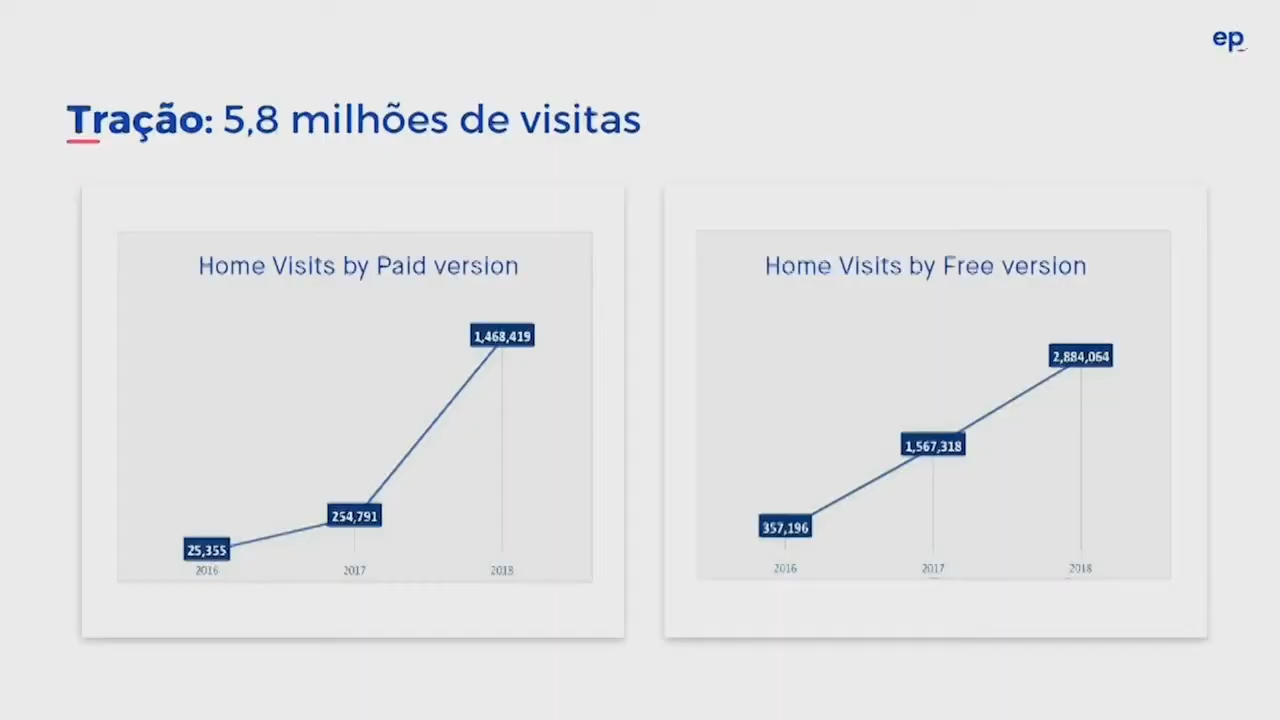 ep
Tração: 5,8 milhões de visitas
Home Visits by Paid version
1,468,419
254,791
25,355
2016 2017 2018
Home Visits by Free version
2,884,064
1,567,318
357,196
2016 2017 2018